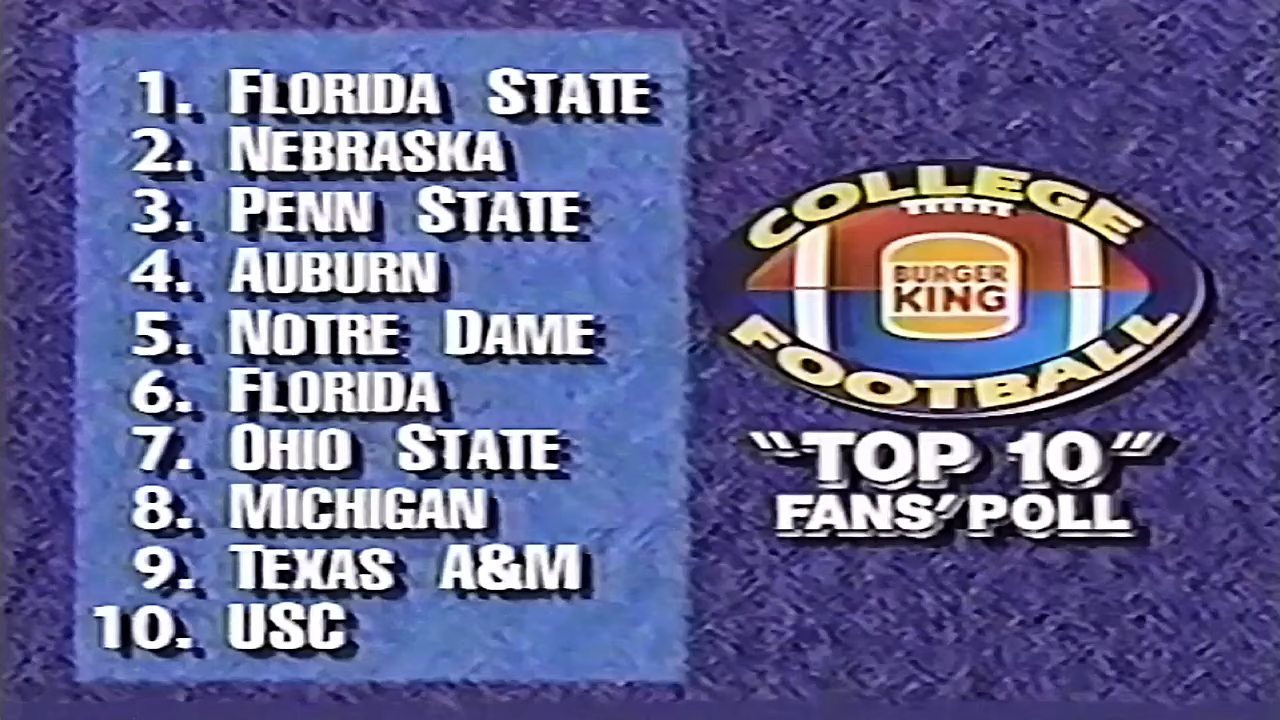 1. FLORIDA STATE
2. NEBRASKA
3. PENN STATE
4. AUBURN
5. NOTRE DAME
6. FLORIDA
7. OHIO STATE
8. MICHIGAN
9. TEXAS A&M
10. USC
COLLEGE
BURGER
KING
FOOTBALL
"TOP 10"
FANS' POLL